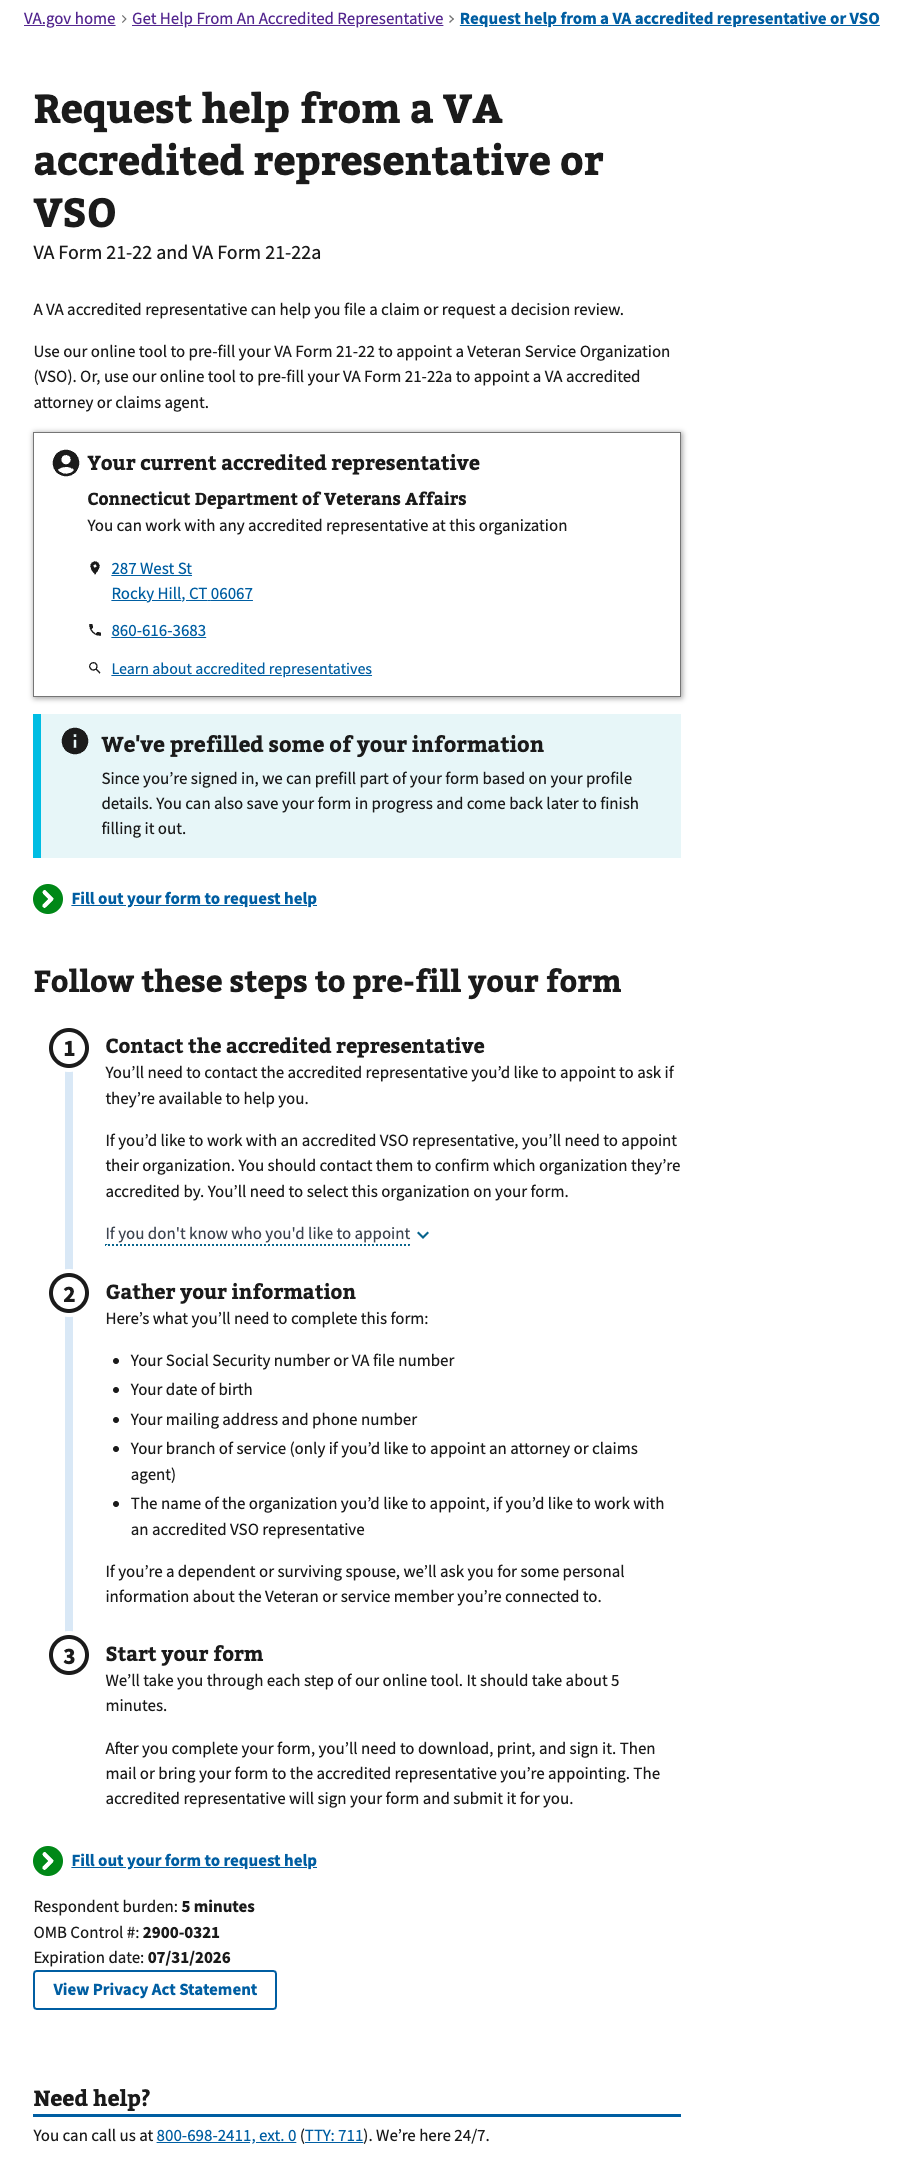 VA.gov home > Get Help From An Accredited Representative > Request help from a VA accredited representative or VSO
Request help from a VA
accredited representative or
VSO
VA Form 21-22 and VA Form 21-22a
A VA accredited representative can help you file a claim or request a decision review.
Use our online tool to pre-fill your VA Form 21-22 to appoint a Veteran Service Organization
(VSO). Or, use our online tool to pre-fill your VA Form 21-22a to appoint a VA accredited
attorney or claims agent.
Your current accredited representative
Connecticut Department of Veterans Affairs
You can work with any accredited representative at this organization
287 West St
Rocky Hill, CT 06067
860-616-3683
Learn about accredited representatives
We've prefilled some of your information
Since you’re signed in, we can prefill part of your form based on your profile
details. You can also save your form in progress and come back later to finish
filling it out.
Fill out your form to request help
Follow these steps to pre-fill your form
1 Contact the accredited representative
You’ll need to contact the accredited representative you’d like to appoint to ask if
they’re available to help you.
If you’d like to work with an accredited VSO representative, you’ll need to appoint
their organization. You should contact them to confirm which organization they’re
accredited by. You’ll need to select this organization on your form.
If you don't know who you'd like to appoint
2 Gather your information
Here’s what you’ll need to complete this form:
• Your Social Security number or VA file number
• Your date of birth
• Your mailing address and phone number
• Your branch of service (only if you’d like to appoint an attorney or claims
agent)
• The name of the organization you’d like to appoint, if you’d like to work with
an accredited VSO representative
If you’re a dependent or surviving spouse, we’ll ask you for some personal
information about the Veteran or service member you’re connected to.
3 Start your form
We’ll take you through each step of our online tool. It should take about 5
minutes.
After you complete your form, you’ll need to download, print, and sign it. Then
mail or bring your form to the accredited representative you’re appointing. The
accredited representative will sign your form and submit it for you.
Fill out your form to request help
Respondent burden: 5 minutes
OMB Control #: 2900-0321
Expiration date: 07/31/2026
View Privacy Act Statement
Need help?
You can call us at 800-698-2411, ext. 0 (TTY: 711). We’re here 24/7.